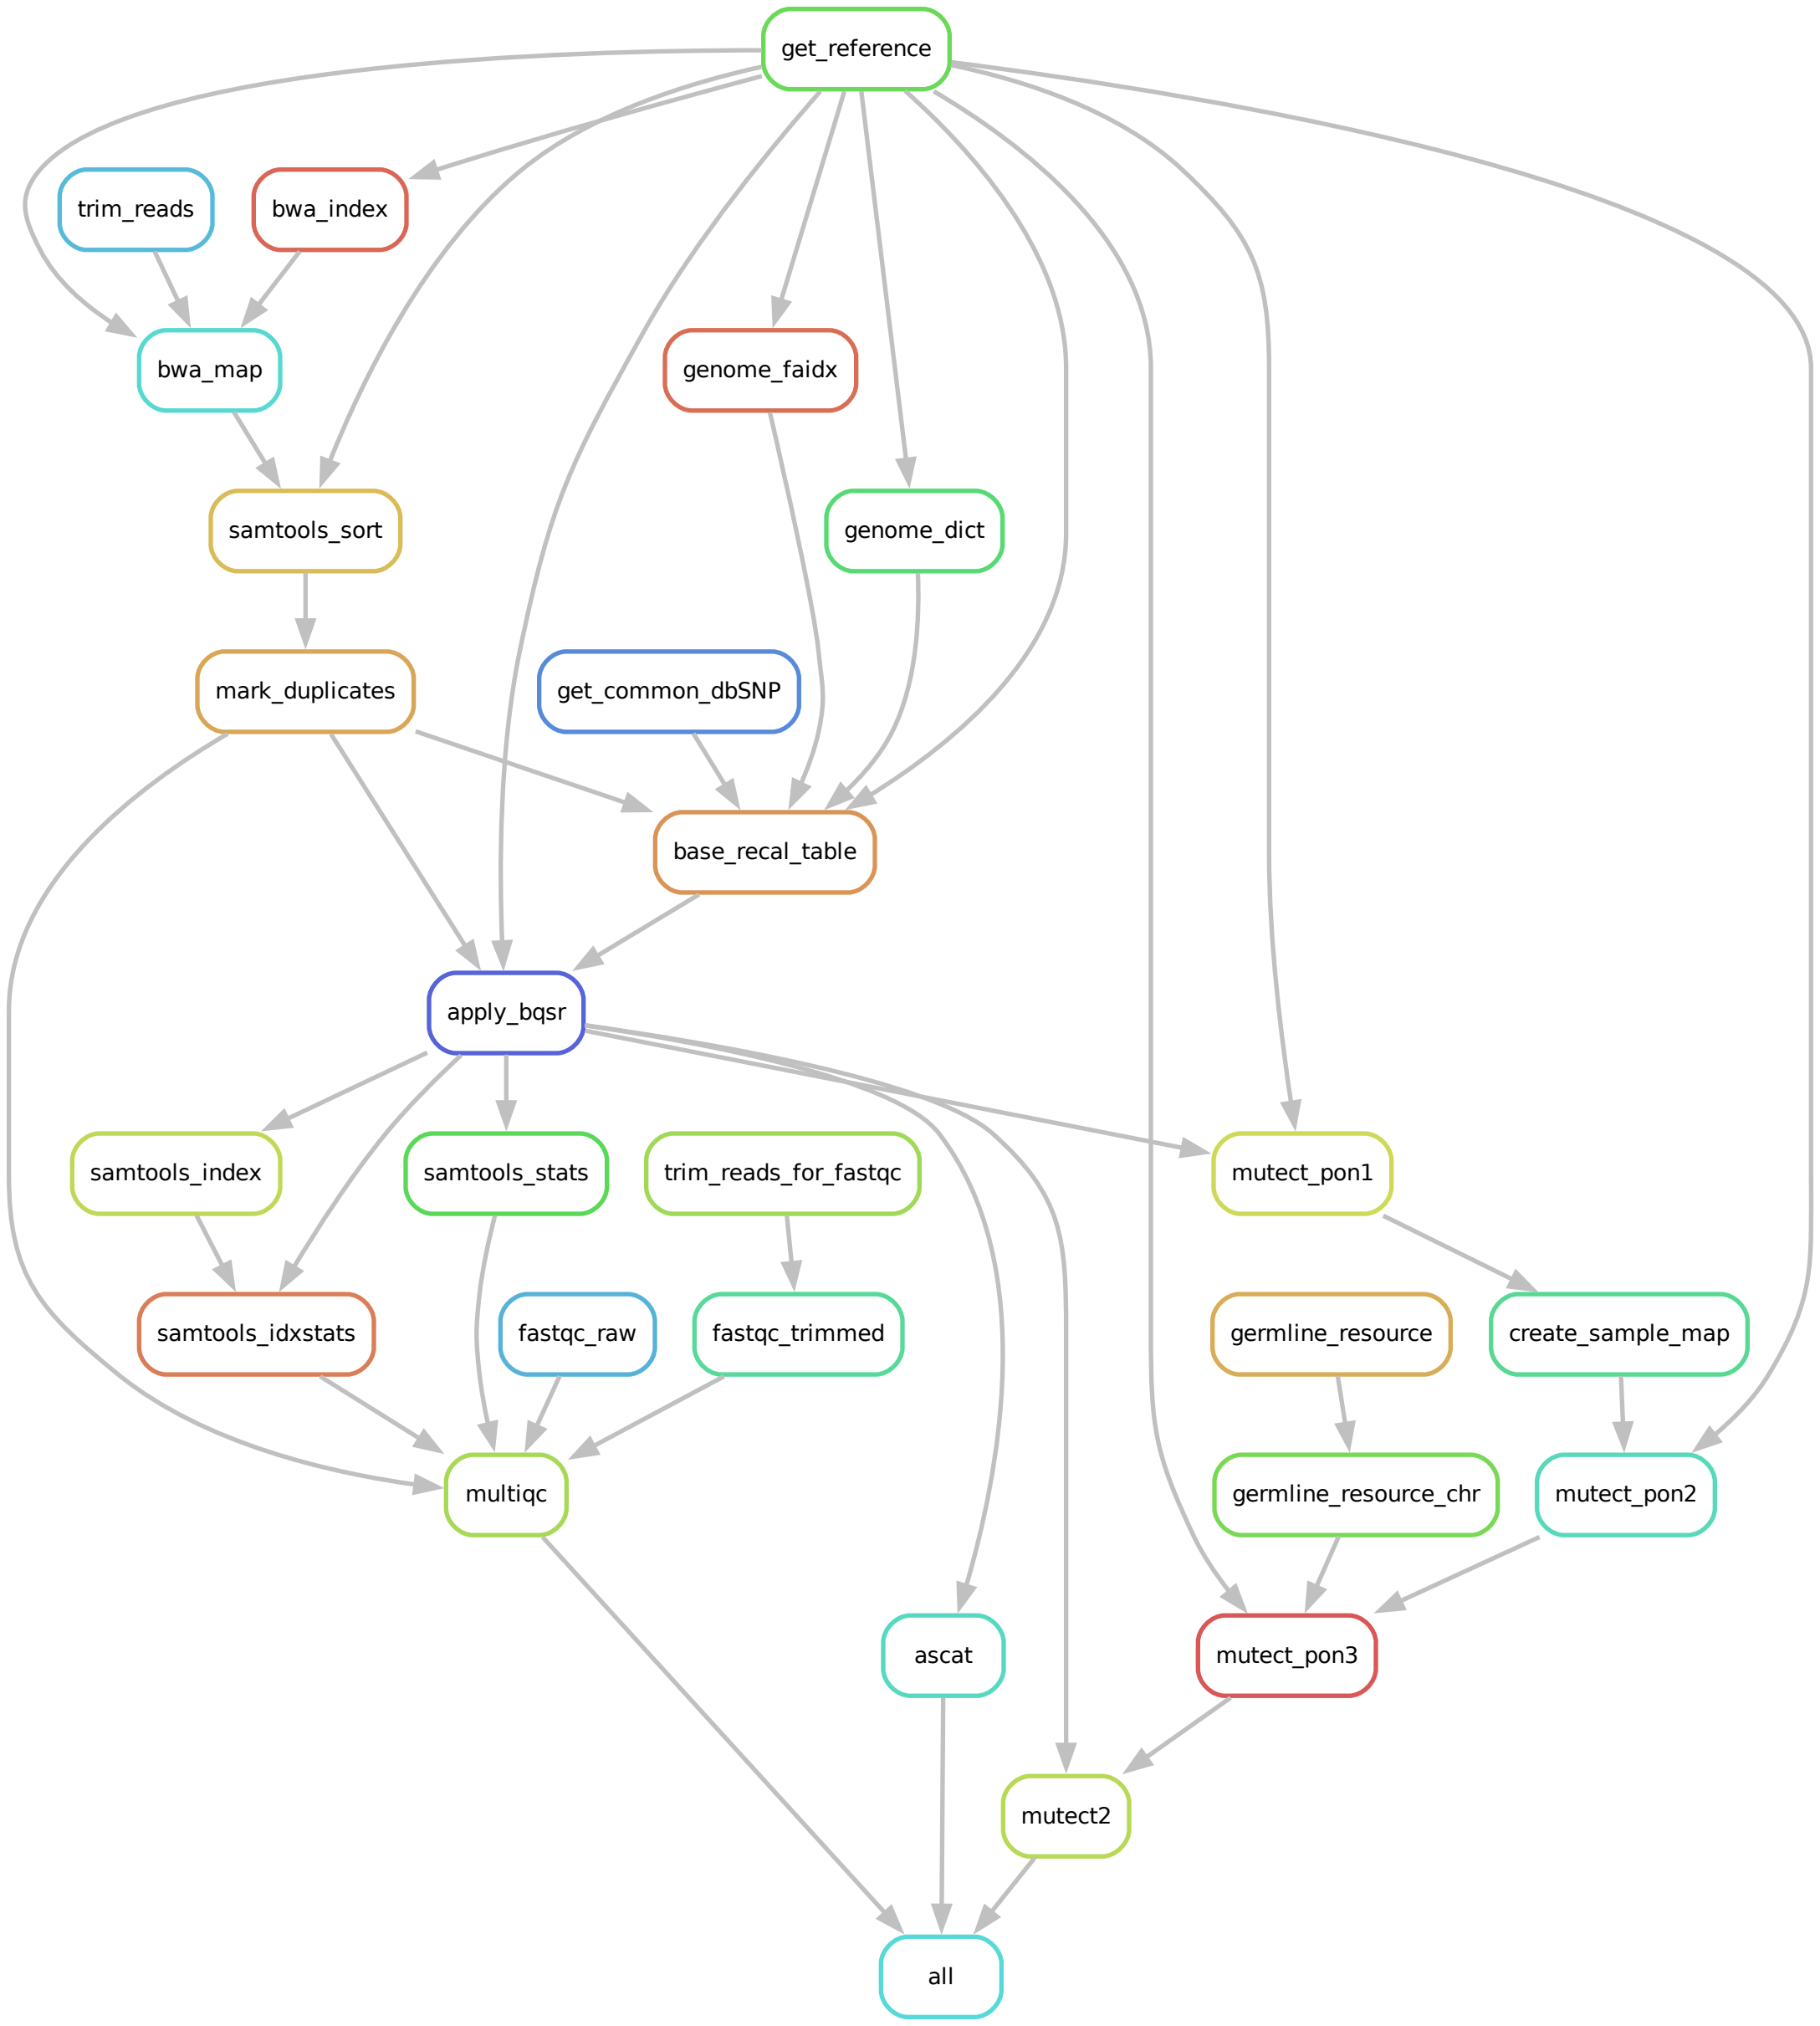 get_reference
trim_reads
bwa_index
bwa_map
genome_faidx
samtools_sort
genome_dict
mark_duplicates
get_common_dbSNP
base_recal_table
apply_bqsr
samtools_index
samtools_stats
trim_reads_for_fastqc
mutect_pon1
samtools_idxstats
fastqc_raw
fastqc_trimmed
germline_resource
create_sample_map
multiqc
germline_resource_chr
mutect_pon2
ascat
mutect_pon3
mutect2
all